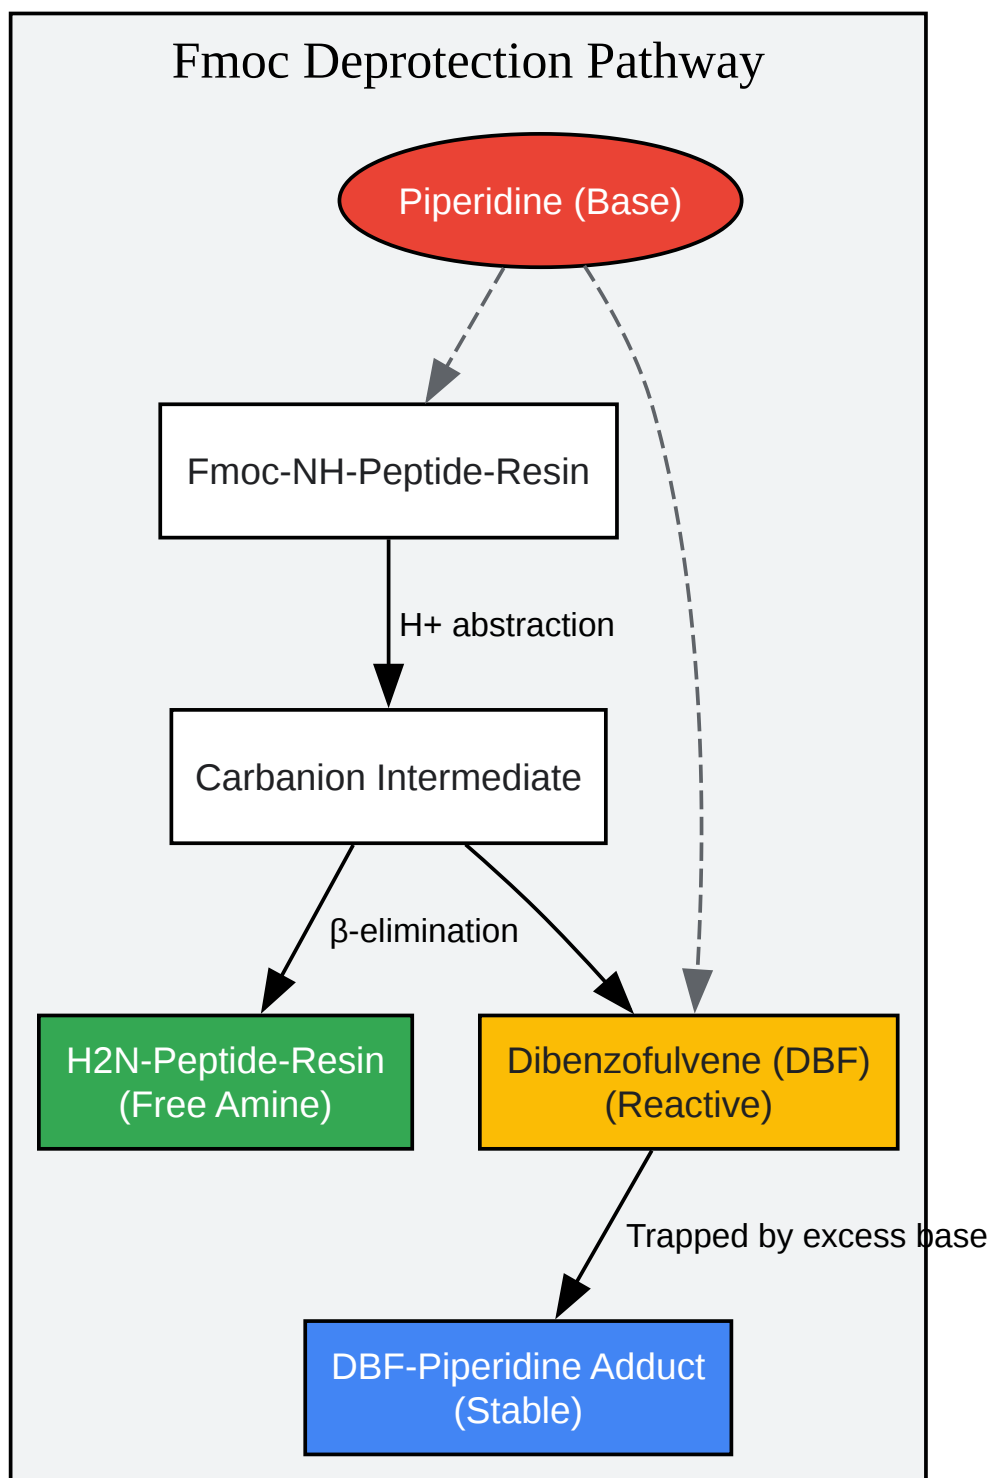 Fmoc Deprotection Pathway
Piperidine (Base)
Fmoc-NH-Peptide-Resin
H+ abstraction
Carbanion Intermediate
β-elimination
H2N-Peptide-Resin
(Free Amine)
Dibenzofulvene (DBF)
(Reactive)
Trapped by excess base
DBF-Piperidine Adduct
(Stable)